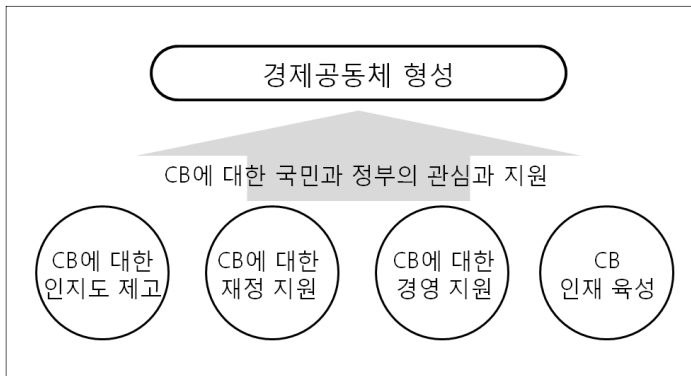 경제공동체 형성
CB에 대한 국민과 정부의 관심과 지원
CB에 대한
인지도 제고
CB에 대한
재정 지원
CB에 대한
경영 지원
CB
인재 육성